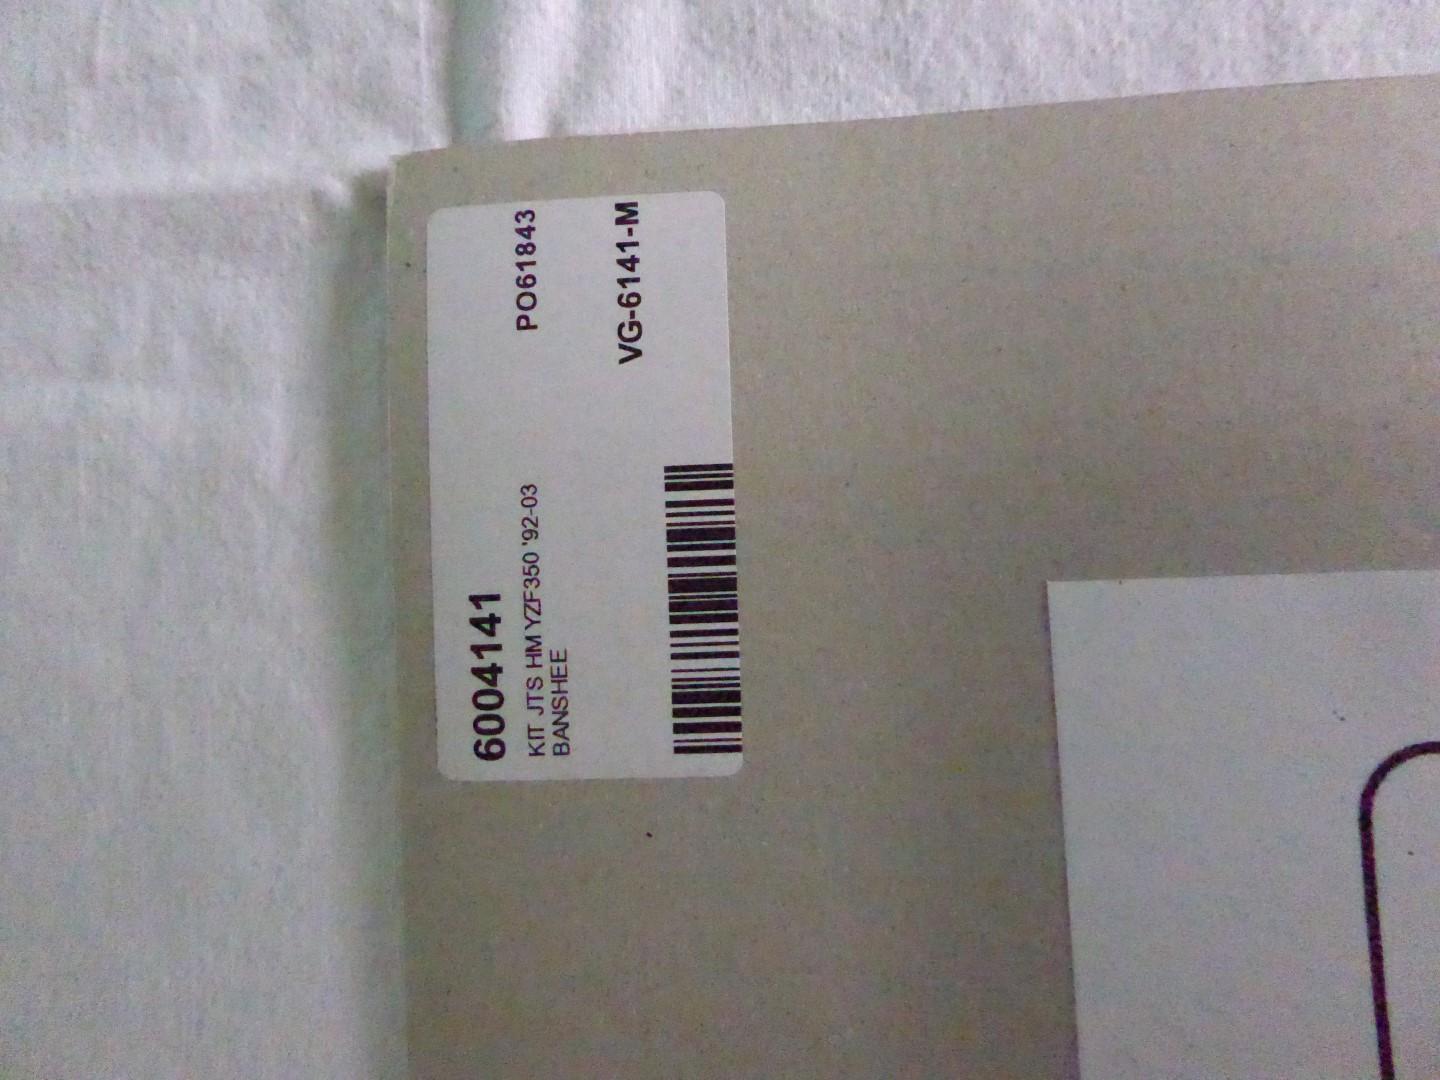 6004141
KIT JTS HM YZF350 '92-03
BANSHEE
PO61843
VG-6141-M